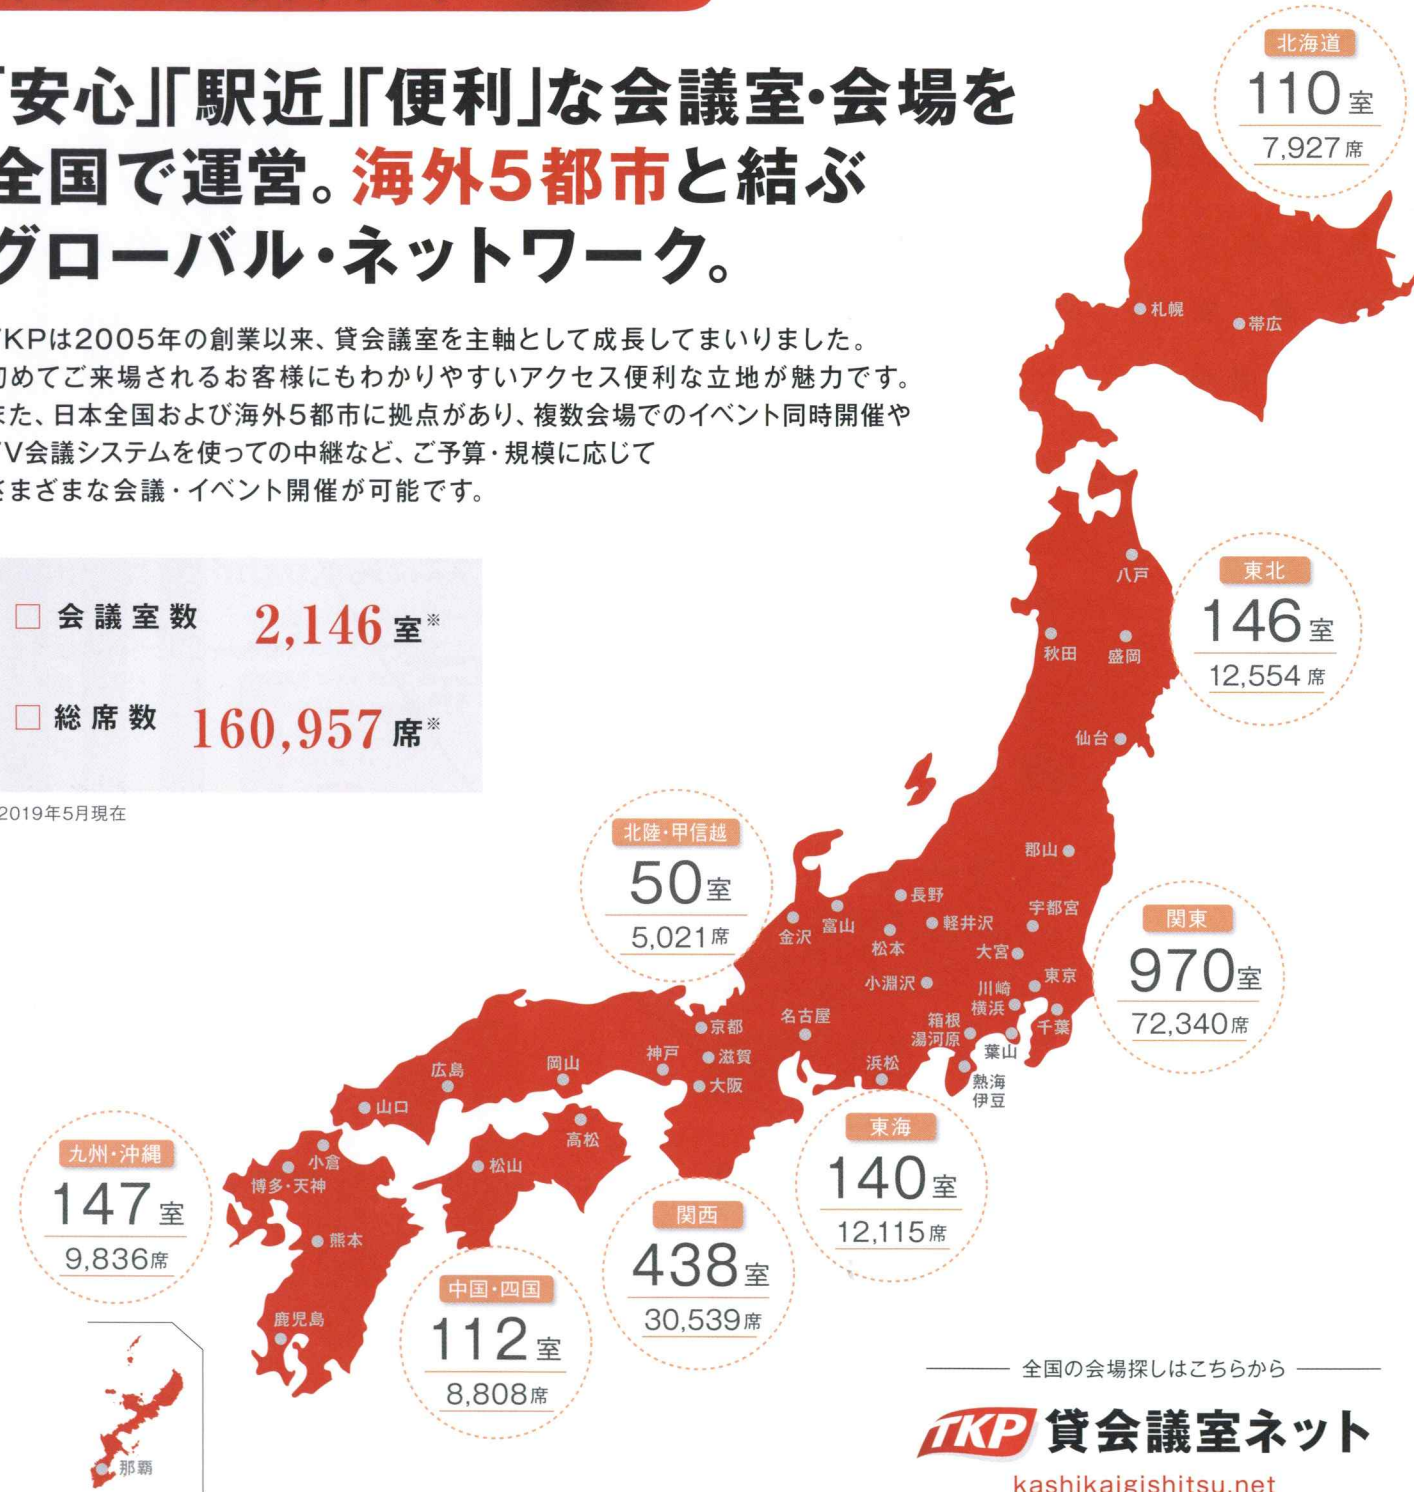 「安心」「駅近」「便利」な会議室・会場を
全国で運営。海外5都市と結ぶ
グローバル・ネットワーク。
TKPは2005年の創業以来、貸会議室を主軸として成長してまいりました。
初めてご来場されるお客様にもわかりやすいアクセス便利な立地が魅力です。
また、日本全国および海外5都市に拠点があり、複数会場でのイベント同時開催や
TV会議システムを使っての中継など、ご予算・規模に応じて
さまざまな会議・イベント開催が可能です。
□ 会議室数 2,146 室※
□ 総席数 160,957 席※
2019年5月現在
北海道
110室
7,927席
札幌
帯広
東北
146室
12,554席
八戸
秋田
盛岡
仙台
郡山
北陸・甲信越
50室
5,021席
金沢
富山
長野
松本
軽井沢
小淵沢
宇都宮
大宮
東京
川崎
横浜
千葉
箱根
湯河原
葉山
熱海
伊豆
関東
970室
72,340席
名古屋
浜松
東海
140室
12,115席
京都
滋賀
大阪
神戸
関西
438室
30,539席
岡山
広島
山口
高松
松山
中国・四国
112室
8,808席
九州・沖縄
147室
9,836席
小倉
博多・天神
熊本
鹿児島
那覇
全国の会場探しはこちらから
TKP 貸会議室ネット
kashikaigishitsu.net